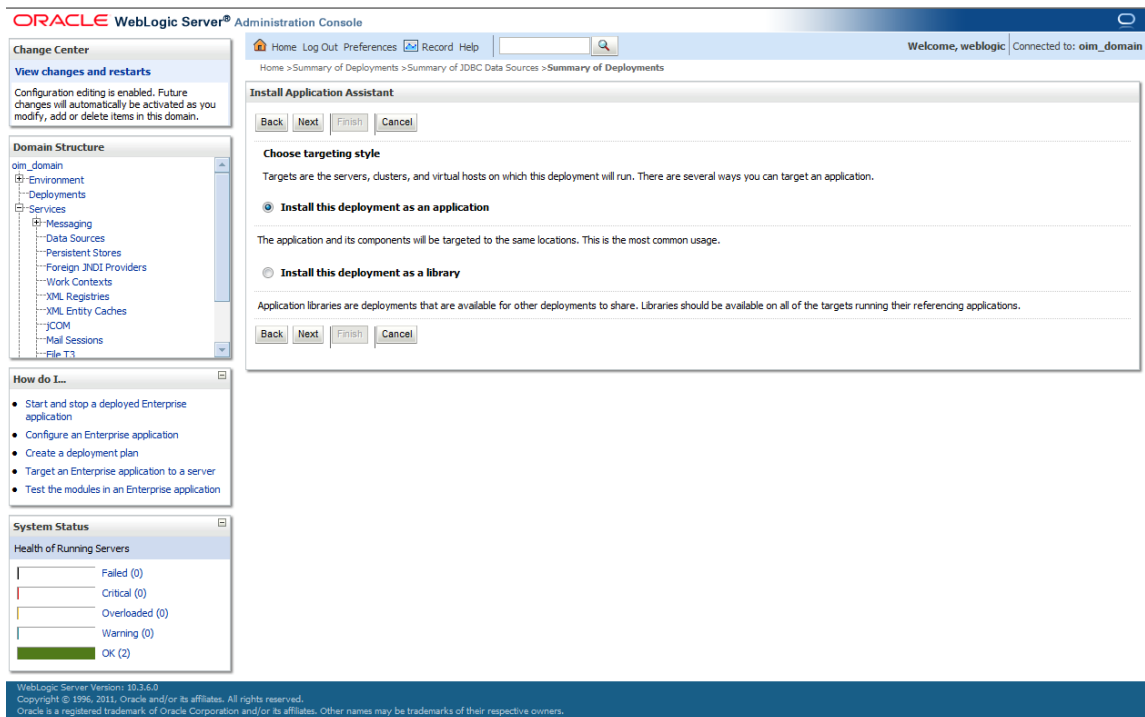 ORACLE WebLogic Server® Administration Console
Change Center
View changes and restarts
Configuration editing is enabled. Future
changes will automatically be activated as you
modify, add or delete items in this domain.
Domain Structure
oim_domain
Environment
Deployments
Services
Messaging
Data Sources
Persistent Stores
Foreign JNDI Providers
Work Contexts
XML Registries
XML Entity Caches
jCOM
Mail Sessions
File T3
How do I...
Start and stop a deployed Enterprise
application
Configure an Enterprise application
Create a deployment plan
Target an Enterprise application to a server
Test the modules in an Enterprise application
System Status
Health of Running Servers
Failed (0)
Critical (0)
Overloaded (0)
Warning (0)
OK (2)
Home Log Out Preferences Record Help
Welcome, weblogic Connected to: oim_domain
Home >Summary of Deployments >Summary of JDBC Data Sources >Summary of Deployments
Install Application Assistant
Back Next Finish Cancel
Choose targeting style
Targets are the servers, clusters, and virtual hosts on which this deployment will run. There are several ways you can target an application.
Install this deployment as an application
The application and its components will be targeted to the same locations. This is the most common usage.
Install this deployment as a library
Application libraries are deployments that are available for other deployments to share. Libraries should be available on all of the targets running their referencing applications.
Back Next Finish Cancel
WebLogic Server Version: 10.3.6.0
Copyright © 1996, 2011, Oracle and/or its affiliates. All rights reserved.
Oracle is a registered trademark of Oracle Corporation and/or its affiliates. Other names may be trademarks of their respective owners.